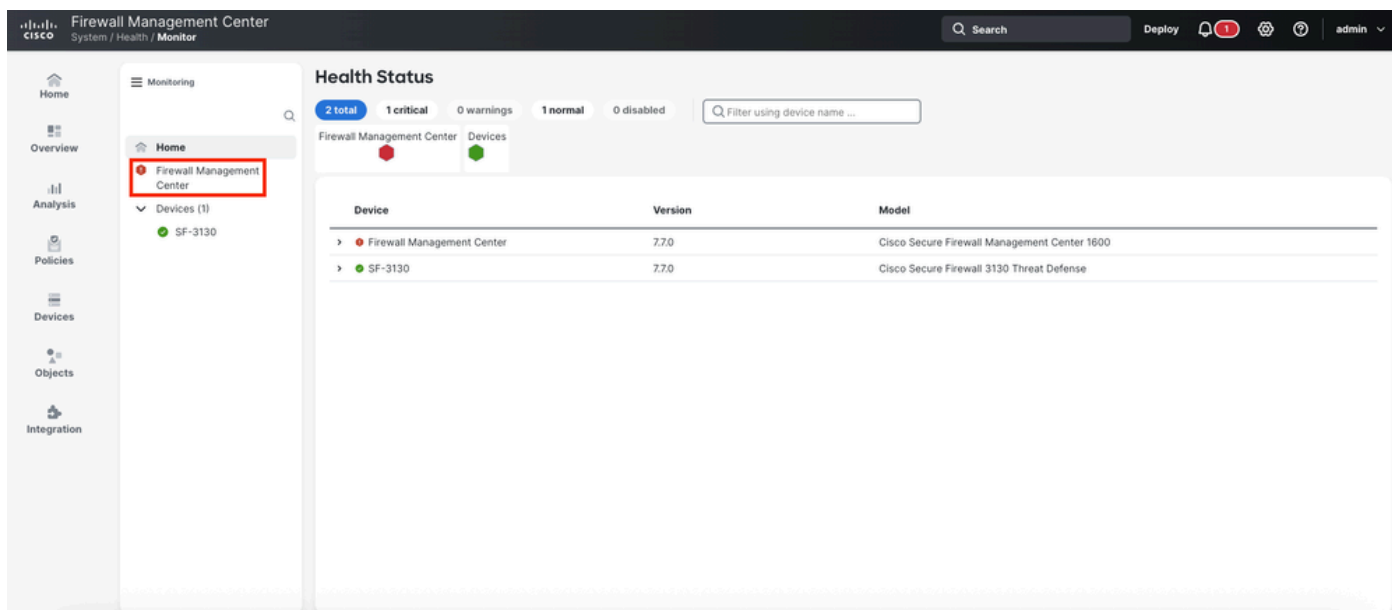 cisco
Firewall Management Center
System / Health / Monitor
Search
Deploy
1
admin
Home
Overview
Analysis
Policies
Devices
Objects
Integration
Monitoring
Home
Firewall Management
Center
Devices (1)
SF-3130
Health Status
2 total 1 critical 0 warnings 1 normal 0 disabled Filter using device name ...
Firewall Management Center Devices
Device Version Model
Firewall Management Center 7.7.0 Cisco Secure Firewall Management Center 1600
SF-3130 7.7.0 Cisco Secure Firewall 3130 Threat Defense